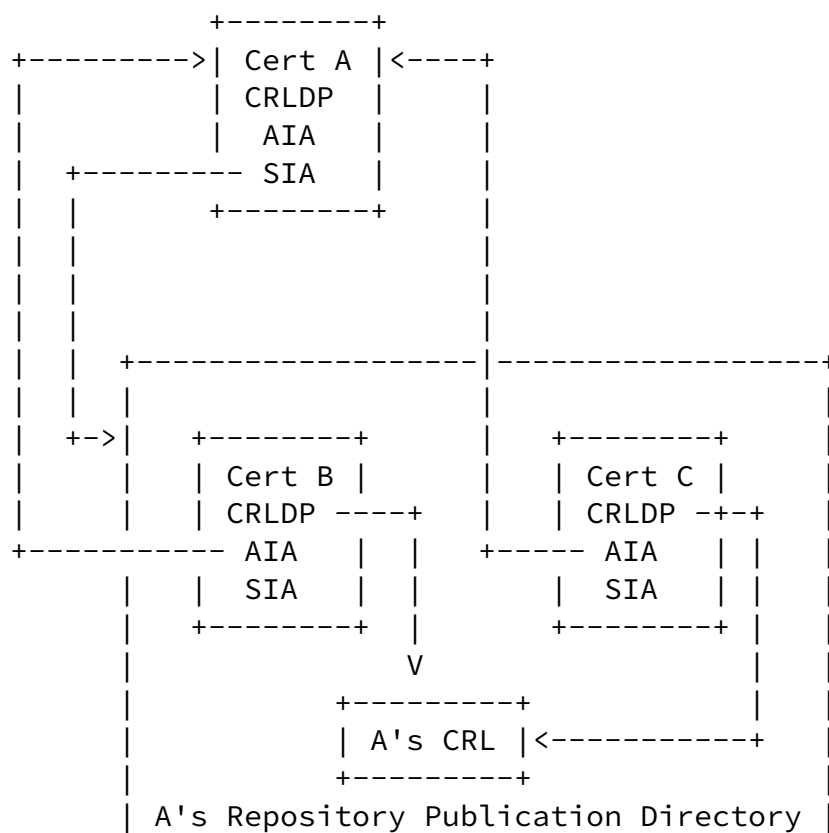 Cert A
CRLDP
AIA
SIA
Cert B Cert C
CRLDP CRLDP
AIA AIA
SIA SIA
A's CRL
A's Repository Publication Directory